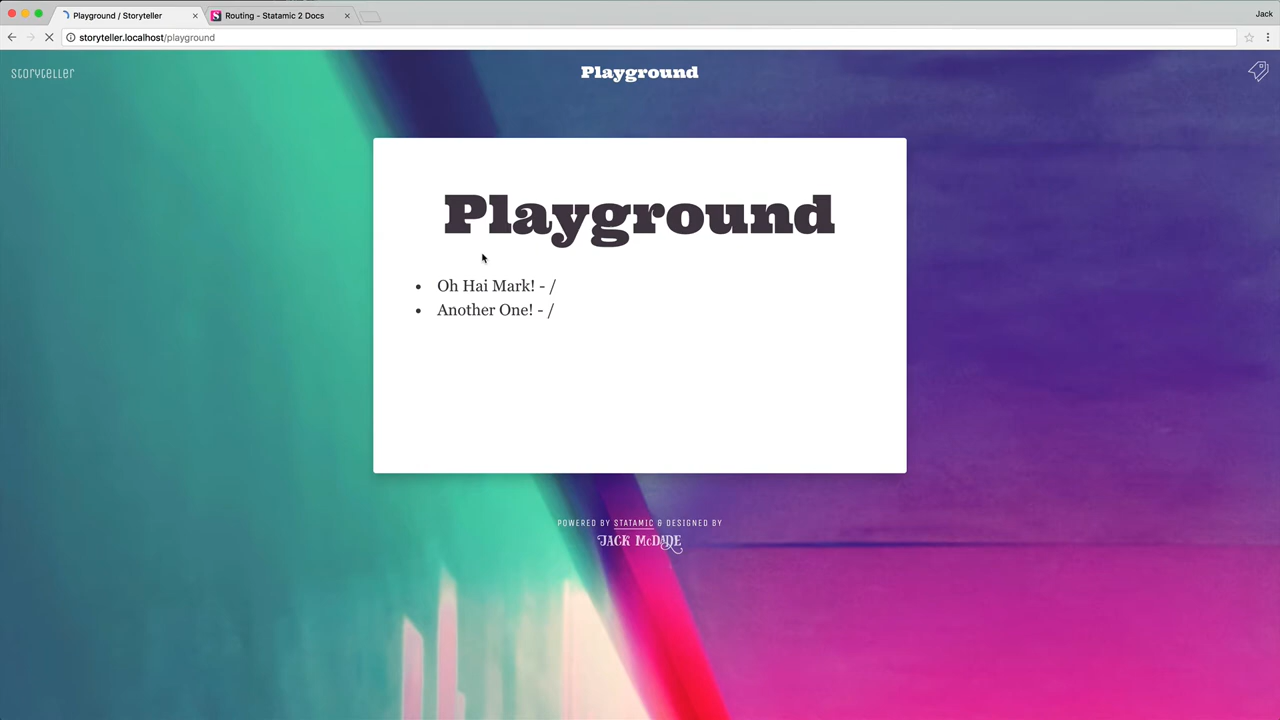 Playground / Storyteller
Routing - Statamic 2 Docs
Jack
storyteller.localhost/playground
Storyteller
Playground
Playground
• Oh Hai Mark! - /
• Another One! - /
POWERED BY STATAMIC & DESIGNED BY
JACK McDADE